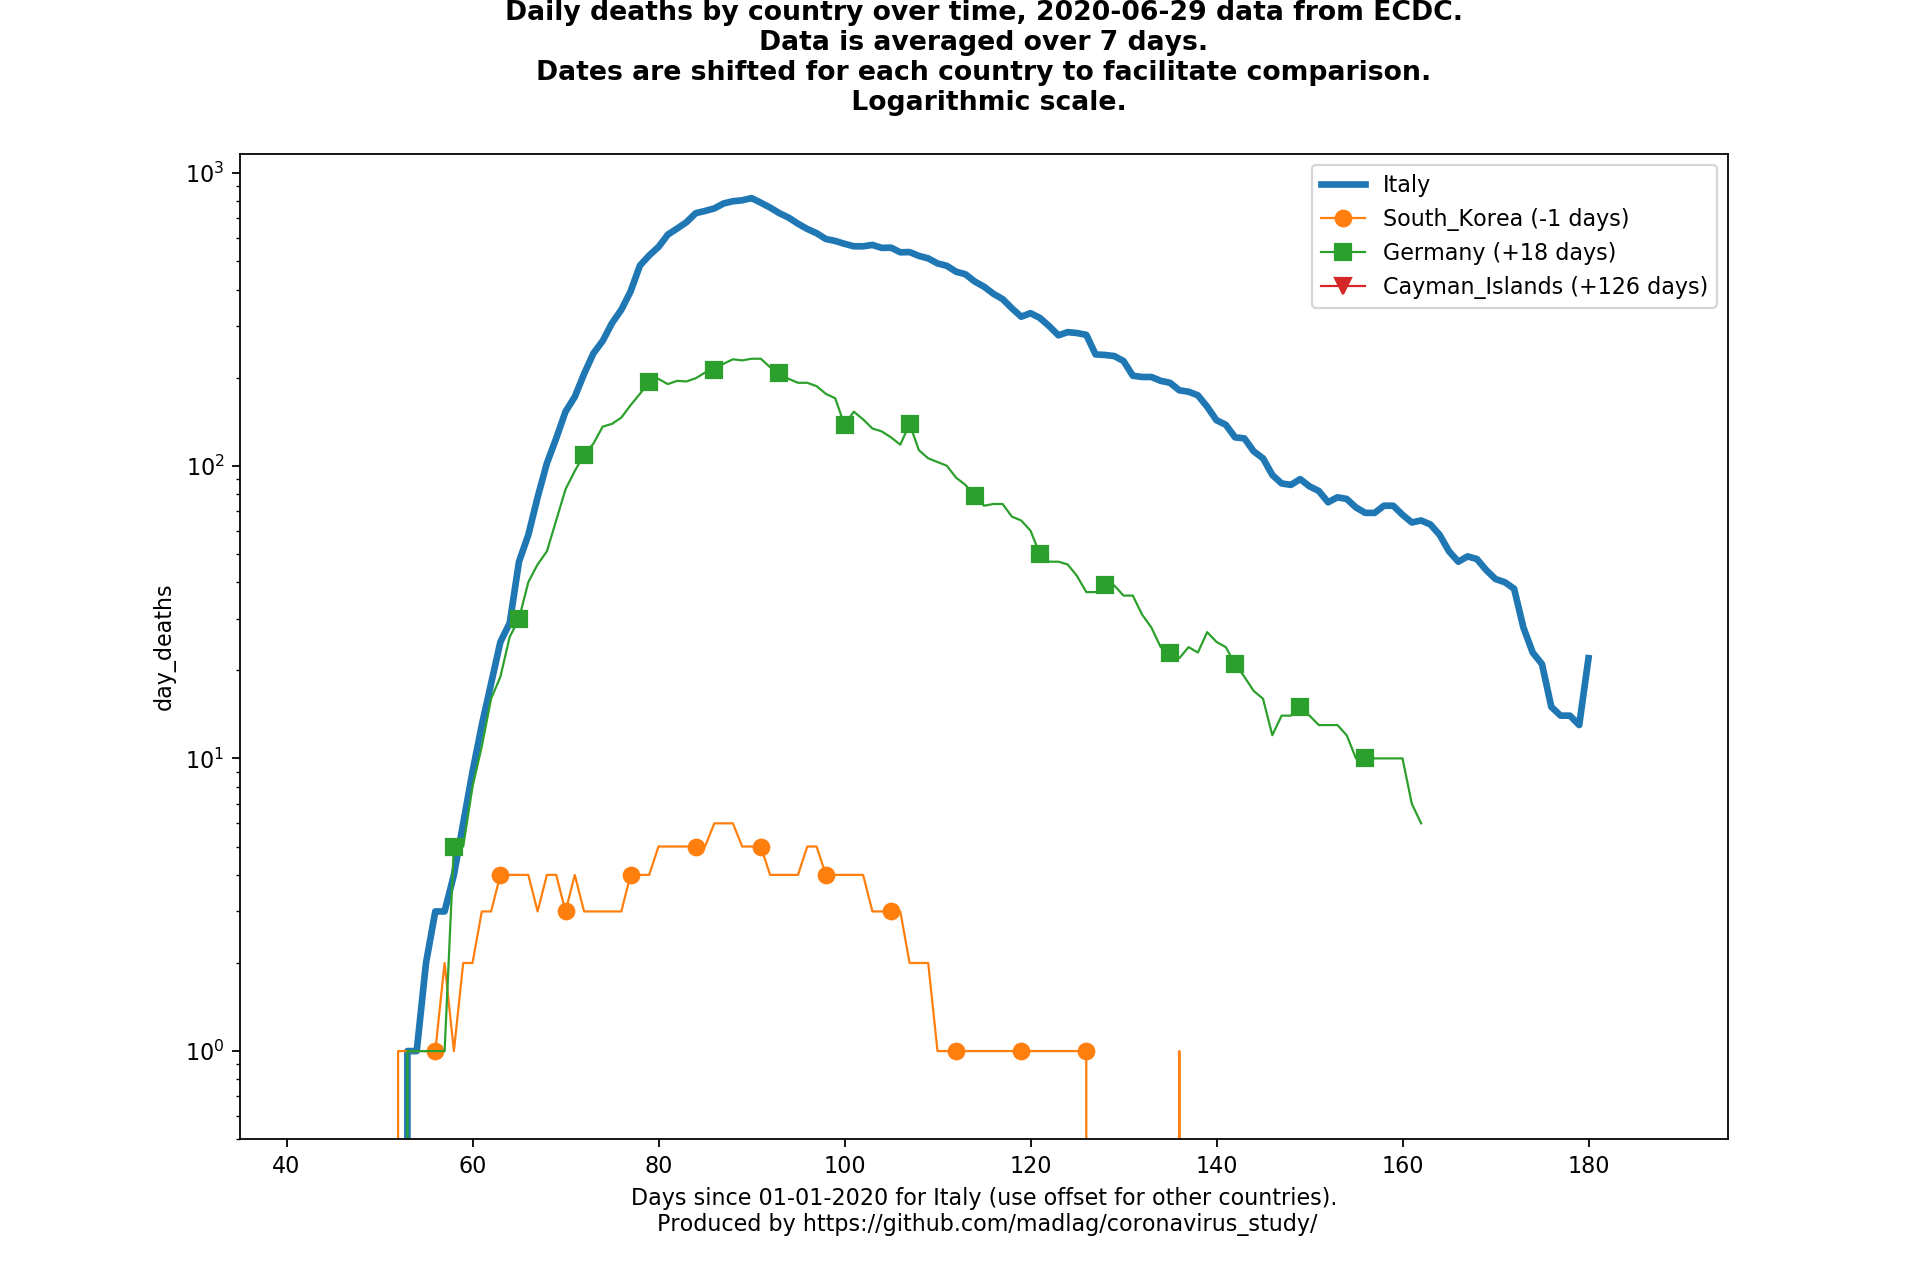 Daily deaths by country over time, 2020-06-29 data from ECDC.
Data is averaged over 7 days.
Dates are shifted for each country to facilitate comparison.
Logarithmic scale.
10³
10²
10¹
10⁰
day_deaths
Italy
South_Korea (-1 days)
Germany (+18 days)
Cayman_Islands (+126 days)
40 60 80 100 120 140 160 180
Days since 01-01-2020 for Italy (use offset for other countries).
Produced by https://github.com/madlag/coronavirus_study/